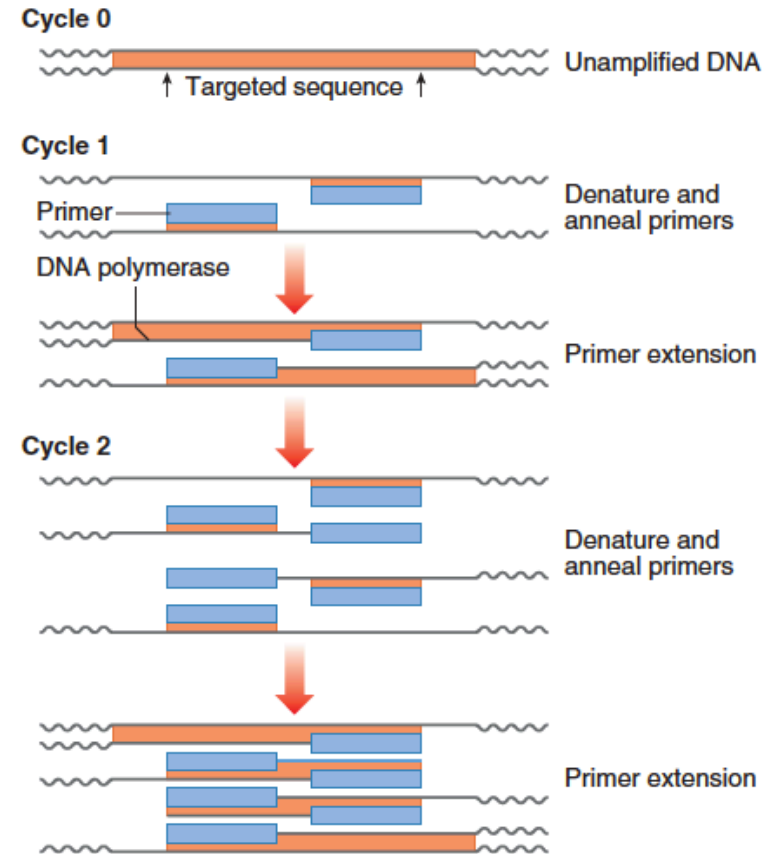 Cycle 0
Unamplified DNA
Targeted sequence
Cycle 1
Denature and
anneal primers
Primer
DNA polymerase
Primer extension
Cycle 2
Denature and
anneal primers
Primer extension